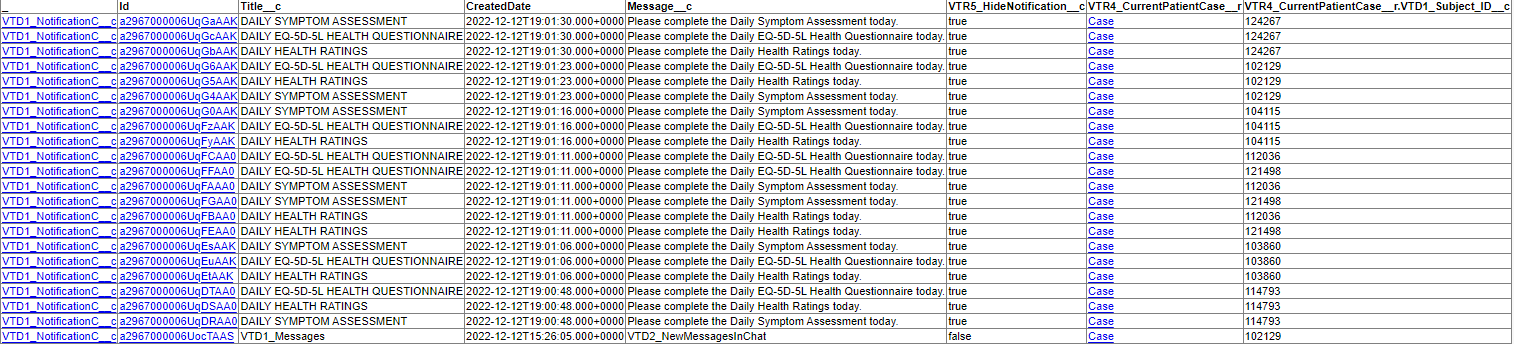 _ Id Title__c CreatedDate Message__c VTR5_HideNotification__c VTR4_CurrentPatientCase__r VTR4_CurrentPatientCase__r.VTD1_Subject_ID__c
VTD1_NotificationC__c a2967000006UqGaAAK DAILY SYMPTOM ASSESSMENT 2022-12-12T19:01:30.000+0000 Please complete the Daily Symptom Assessment today. true Case 124267
VTD1_NotificationC__c a2967000006UqGcAAK DAILY EQ-5D-5L HEALTH QUESTIONNAIRE 2022-12-12T19:01:30.000+0000 Please complete the Daily EQ-5D-5L Health Questionnaire today. true Case 124267
VTD1_NotificationC__c a2967000006UqGbAAK DAILY HEALTH RATINGS 2022-12-12T19:01:30.000+0000 Please complete the Daily Health Ratings today. true Case 124267
VTD1_NotificationC__c a2967000006UqG6AAK DAILY EQ-5D-5L HEALTH QUESTIONNAIRE 2022-12-12T19:01:23.000+0000 Please complete the Daily EQ-5D-5L Health Questionnaire today. true Case 102129
VTD1_NotificationC__c a2967000006UqG5AAK DAILY HEALTH RATINGS 2022-12-12T19:01:23.000+0000 Please complete the Daily Health Ratings today. true Case 102129
VTD1_NotificationC__c a2967000006UqG4AAK DAILY SYMPTOM ASSESSMENT 2022-12-12T19:01:23.000+0000 Please complete the Daily Symptom Assessment today. true Case 102129
VTD1_NotificationC__c a2967000006UqG0AAK DAILY SYMPTOM ASSESSMENT 2022-12-12T19:01:16.000+0000 Please complete the Daily Symptom Assessment today. true Case 104115
VTD1_NotificationC__c a2967000006UqFzAAK DAILY EQ-5D-5L HEALTH QUESTIONNAIRE 2022-12-12T19:01:16.000+0000 Please complete the Daily EQ-5D-5L Health Questionnaire today. true Case 104115
VTD1_NotificationC__c a2967000006UqFyAAK DAILY HEALTH RATINGS 2022-12-12T19:01:16.000+0000 Please complete the Daily Health Ratings today. true Case 104115
VTD1_NotificationC__c a2967000006UqFCAA0 DAILY EQ-5D-5L HEALTH QUESTIONNAIRE 2022-12-12T19:01:11.000+0000 Please complete the Daily EQ-5D-5L Health Questionnaire today. true Case 112036
VTD1_NotificationC__c a2967000006UqFFAA0 DAILY EQ-5D-5L HEALTH QUESTIONNAIRE 2022-12-12T19:01:11.000+0000 Please complete the Daily EQ-5D-5L Health Questionnaire today. true Case 121498
VTD1_NotificationC__c a2967000006UqFAAA0 DAILY SYMPTOM ASSESSMENT 2022-12-12T19:01:11.000+0000 Please complete the Daily Symptom Assessment today. true Case 112036
VTD1_NotificationC__c a2967000006UqFGAA0 DAILY SYMPTOM ASSESSMENT 2022-12-12T19:01:11.000+0000 Please complete the Daily Symptom Assessment today. true Case 121498
VTD1_NotificationC__c a2967000006UqFBAA0 DAILY HEALTH RATINGS 2022-12-12T19:01:11.000+0000 Please complete the Daily Health Ratings today. true Case 112036
VTD1_NotificationC__c a2967000006UqFEAA0 DAILY HEALTH RATINGS 2022-12-12T19:01:11.000+0000 Please complete the Daily Health Ratings today. true Case 121498
VTD1_NotificationC__c a2967000006UqEsAAK DAILY SYMPTOM ASSESSMENT 2022-12-12T19:01:06.000+0000 Please complete the Daily Symptom Assessment today. true Case 103860
VTD1_NotificationC__c a2967000006UqEuAAK DAILY EQ-5D-5L HEALTH QUESTIONNAIRE 2022-12-12T19:01:06.000+0000 Please complete the Daily EQ-5D-5L Health Questionnaire today. true Case 103860
VTD1_NotificationC__c a2967000006UqEtAAK DAILY HEALTH RATINGS 2022-12-12T19:01:06.000+0000 Please complete the Daily Health Ratings today. true Case 103860
VTD1_NotificationC__c a2967000006UqDTAA0 DAILY EQ-5D-5L HEALTH QUESTIONNAIRE 2022-12-12T19:00:48.000+0000 Please complete the Daily EQ-5D-5L Health Questionnaire today. true Case 114793
VTD1_NotificationC__c a2967000006UqDSAA0 DAILY HEALTH RATINGS 2022-12-12T19:00:48.000+0000 Please complete the Daily Health Ratings today. true Case 114793
VTD1_NotificationC__c a2967000006UqDRAA0 DAILY SYMPTOM ASSESSMENT 2022-12-12T19:00:48.000+0000 Please complete the Daily Symptom Assessment today. true Case 114793
VTD1_NotificationC__c a2967000006UocTAAS VTD1_Messages 2022-12-12T15:26:05.000+0000 VTD2_NewMessagesInChat false Case 102129